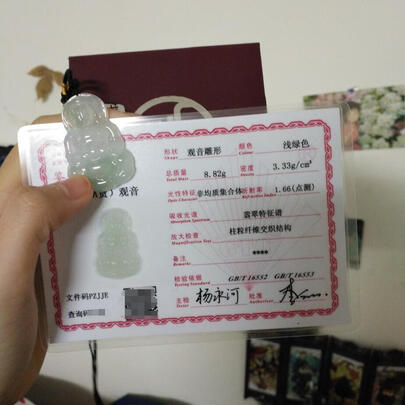 形状 Shape 观音雕形 颜色 Colour 浅绿色
总质量 Total Mass 8.82g 密度 Density 3.33g/cm³
光性特征 Optic Character 非均质集合体 折射率 Refractive Index 1.66(点测)
吸收光谱 Absorption Spectrum 翡翠特征谱
放大检查 Magnification Test 柱粒纤维交织结构
备注 Remarks ****
检验依据 Testing Standard GB/T 16552 GB/T 16553
主检 杨永河 批准
货）观音
文件码PZJJE
查询码